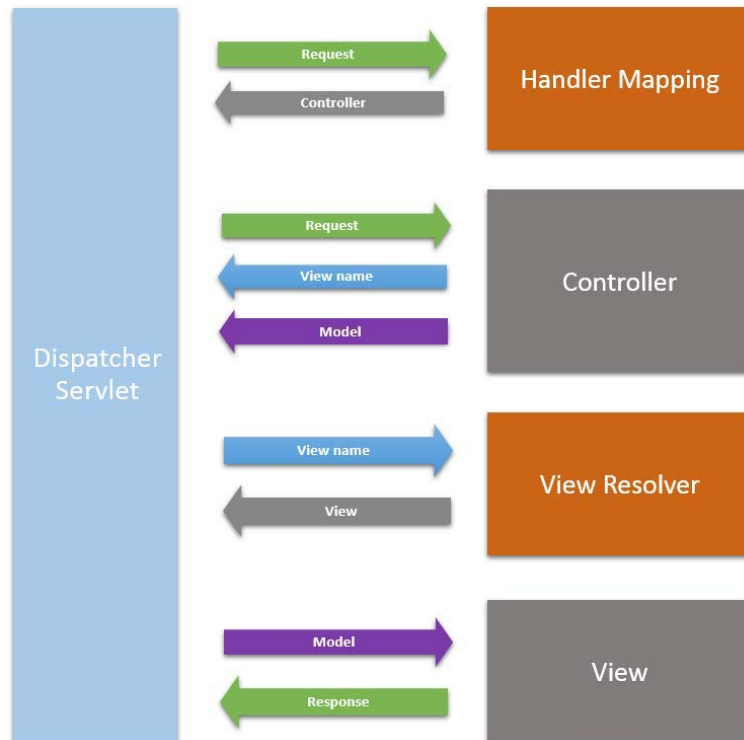 Request
Controller
Handler Mapping
Request
View name
Model
Controller
Dispatcher
Servlet
View name
View
View Resolver
Model
Response
View